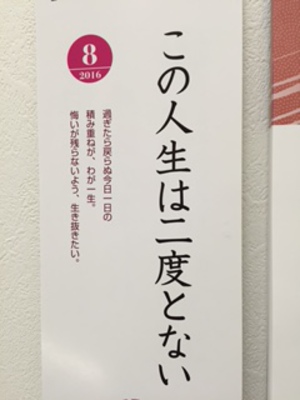 この人生は二度とない
8
2016
過ぎたら戻らぬ今日一日の
積み重ねが、わが一生。
悔いが残らないよう、生き抜きたい。